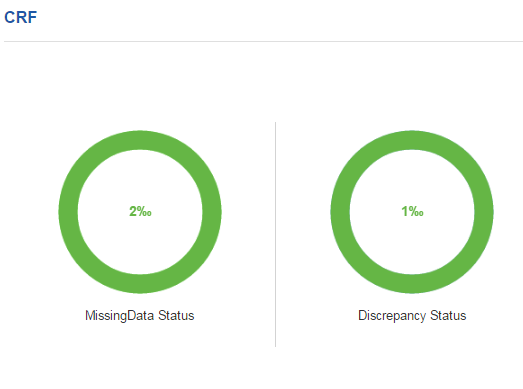 CRF
2‰
1‰
MissingData Status
Discrepancy Status